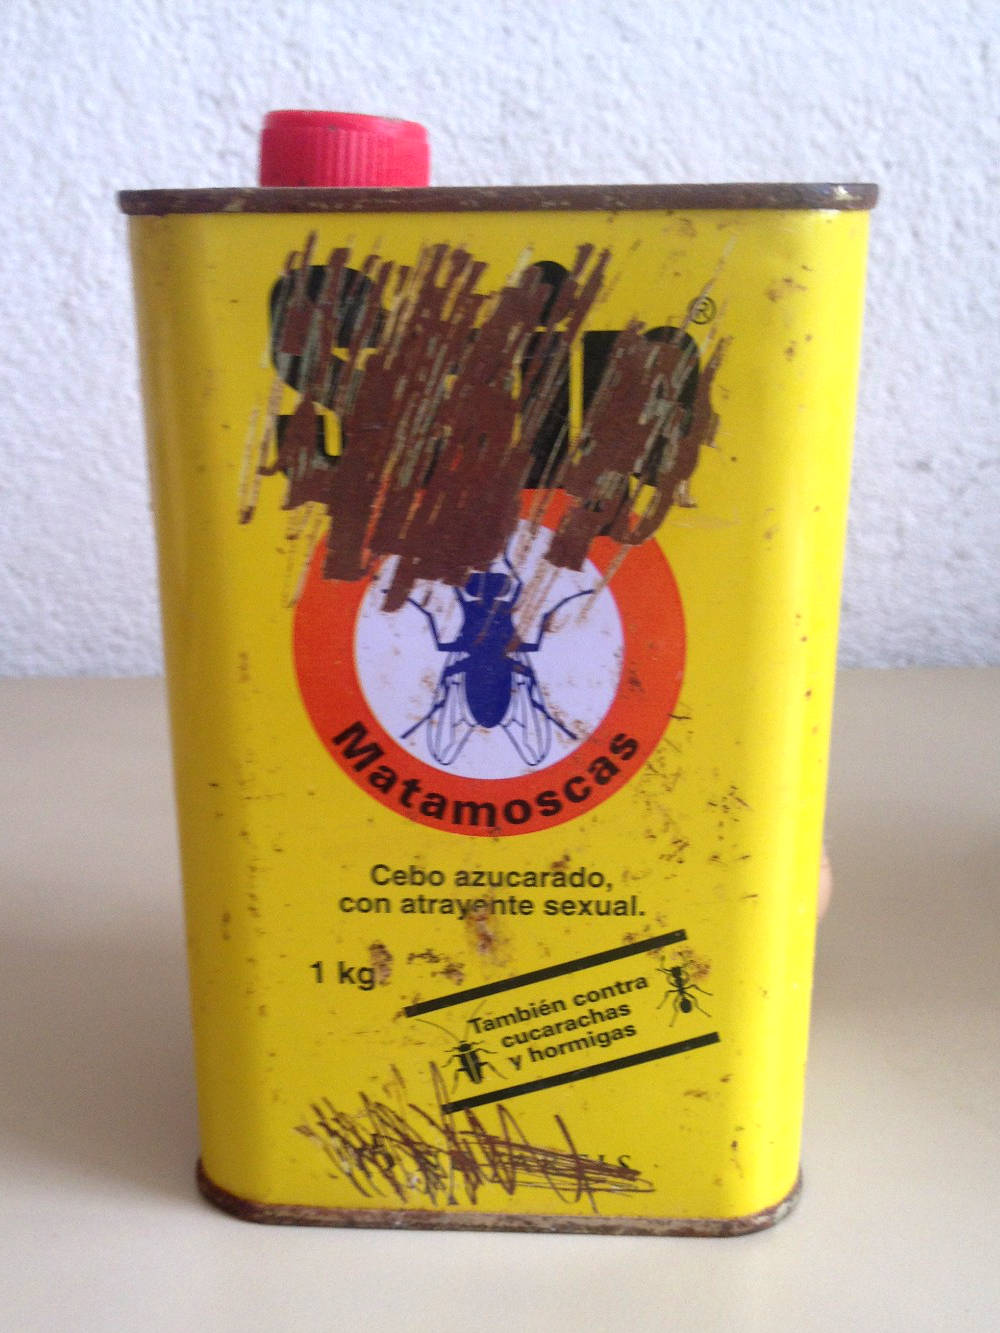 ®
Matamoscas
Cebo azucarado,
con atrayente sexual.
1 kg
También contra
cucarachas
y hormigas